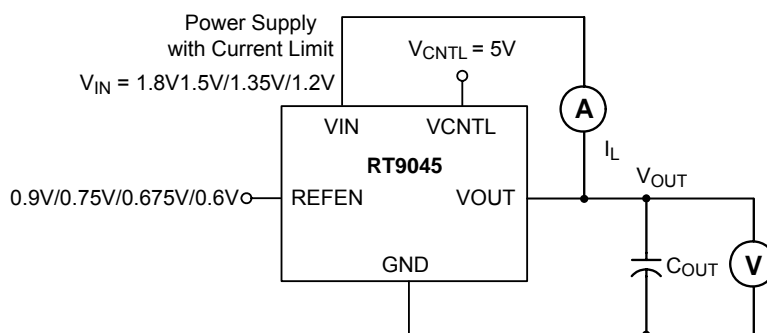 Power Supply
with Current Limit
VCNTL = 5V
VIN = 1.8V1.5V/1.35V/1.2V
A
VIN
VCNTL
RT9045
IL
VOUT
0.9V/0.75V/0.675V/0.6V
REFEN
VOUT
GND
COUT
V